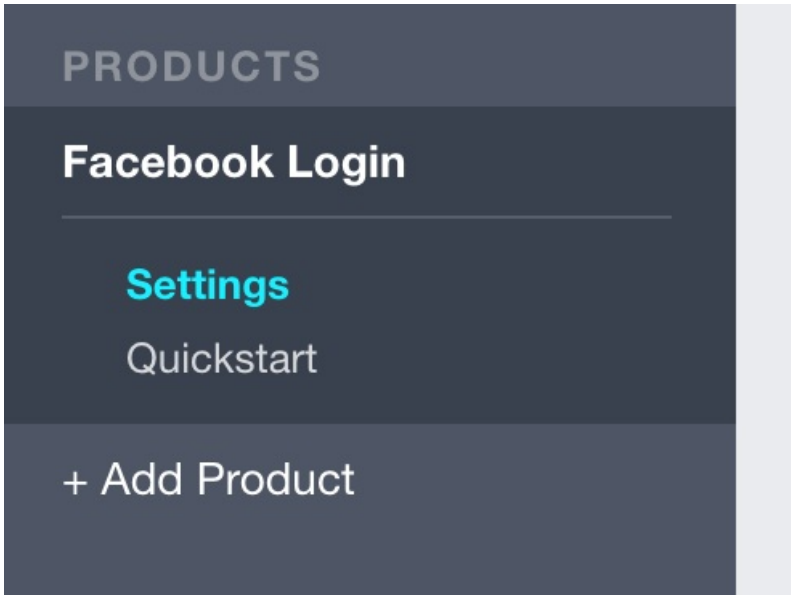 PRODUCTS
Facebook Login
Settings
Quickstart
+ Add Product